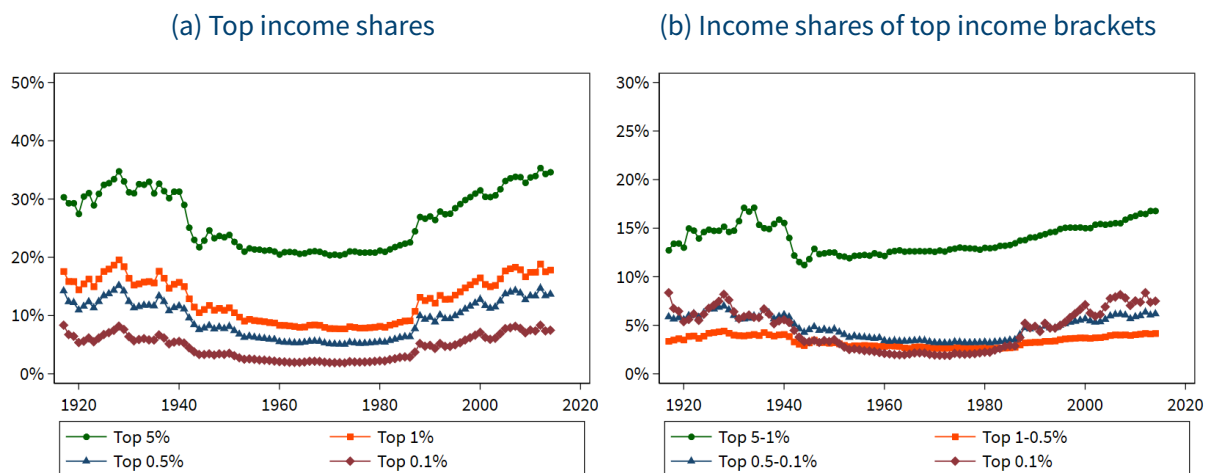 (a) Top income shares
50%
40%
30%
20%
10%
0%
1920 1940 1960 1980 2000 2020
Top 5% Top 1%
Top 0.5% Top 0.1%
(b) Income shares of top income brackets
30%
25%
20%
15%
10%
5%
0%
1920 1940 1960 1980 2000 2020
Top 5-1% Top 1-0.5%
Top 0.5-0.1% Top 0.1%